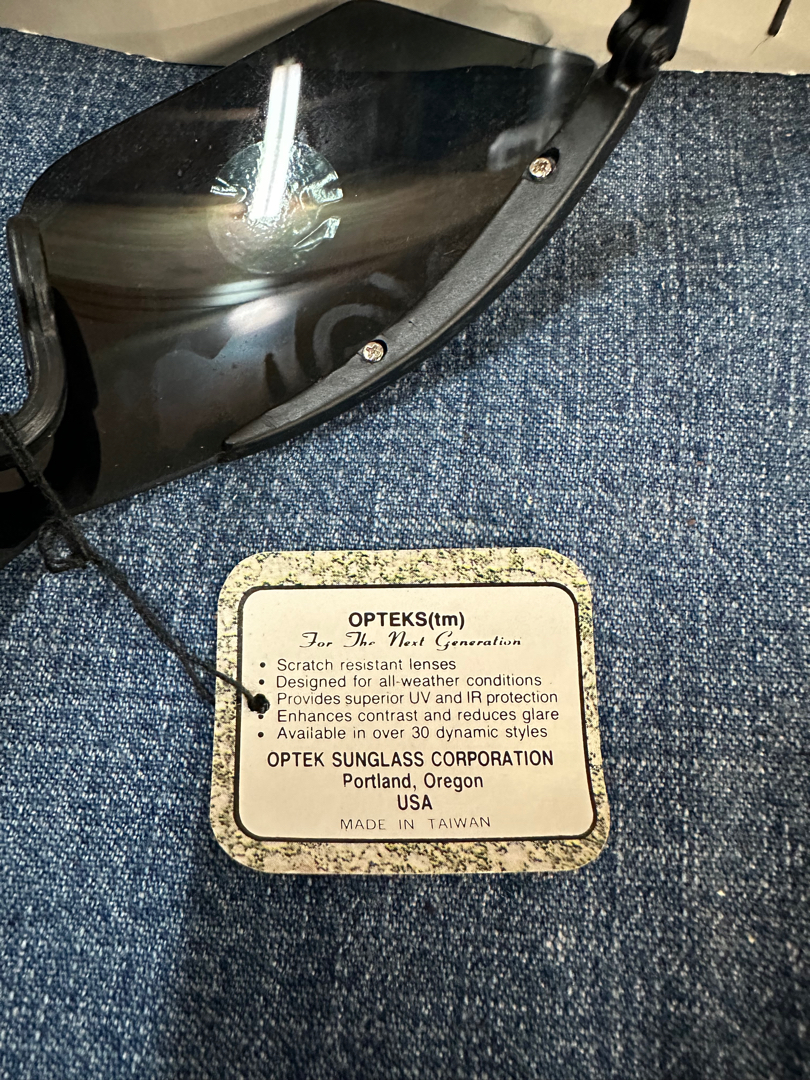 OPTEKS(tm)
For The Next Generation
• Scratch resistant lenses
• Designed for all-weather conditions
• Provides superior UV and IR protection
• Enhances contrast and reduces glare
• Available in over 30 dynamic styles
OPTEK SUNGLASS CORPORATION
Portland, Oregon
USA
MADE IN TAIWAN